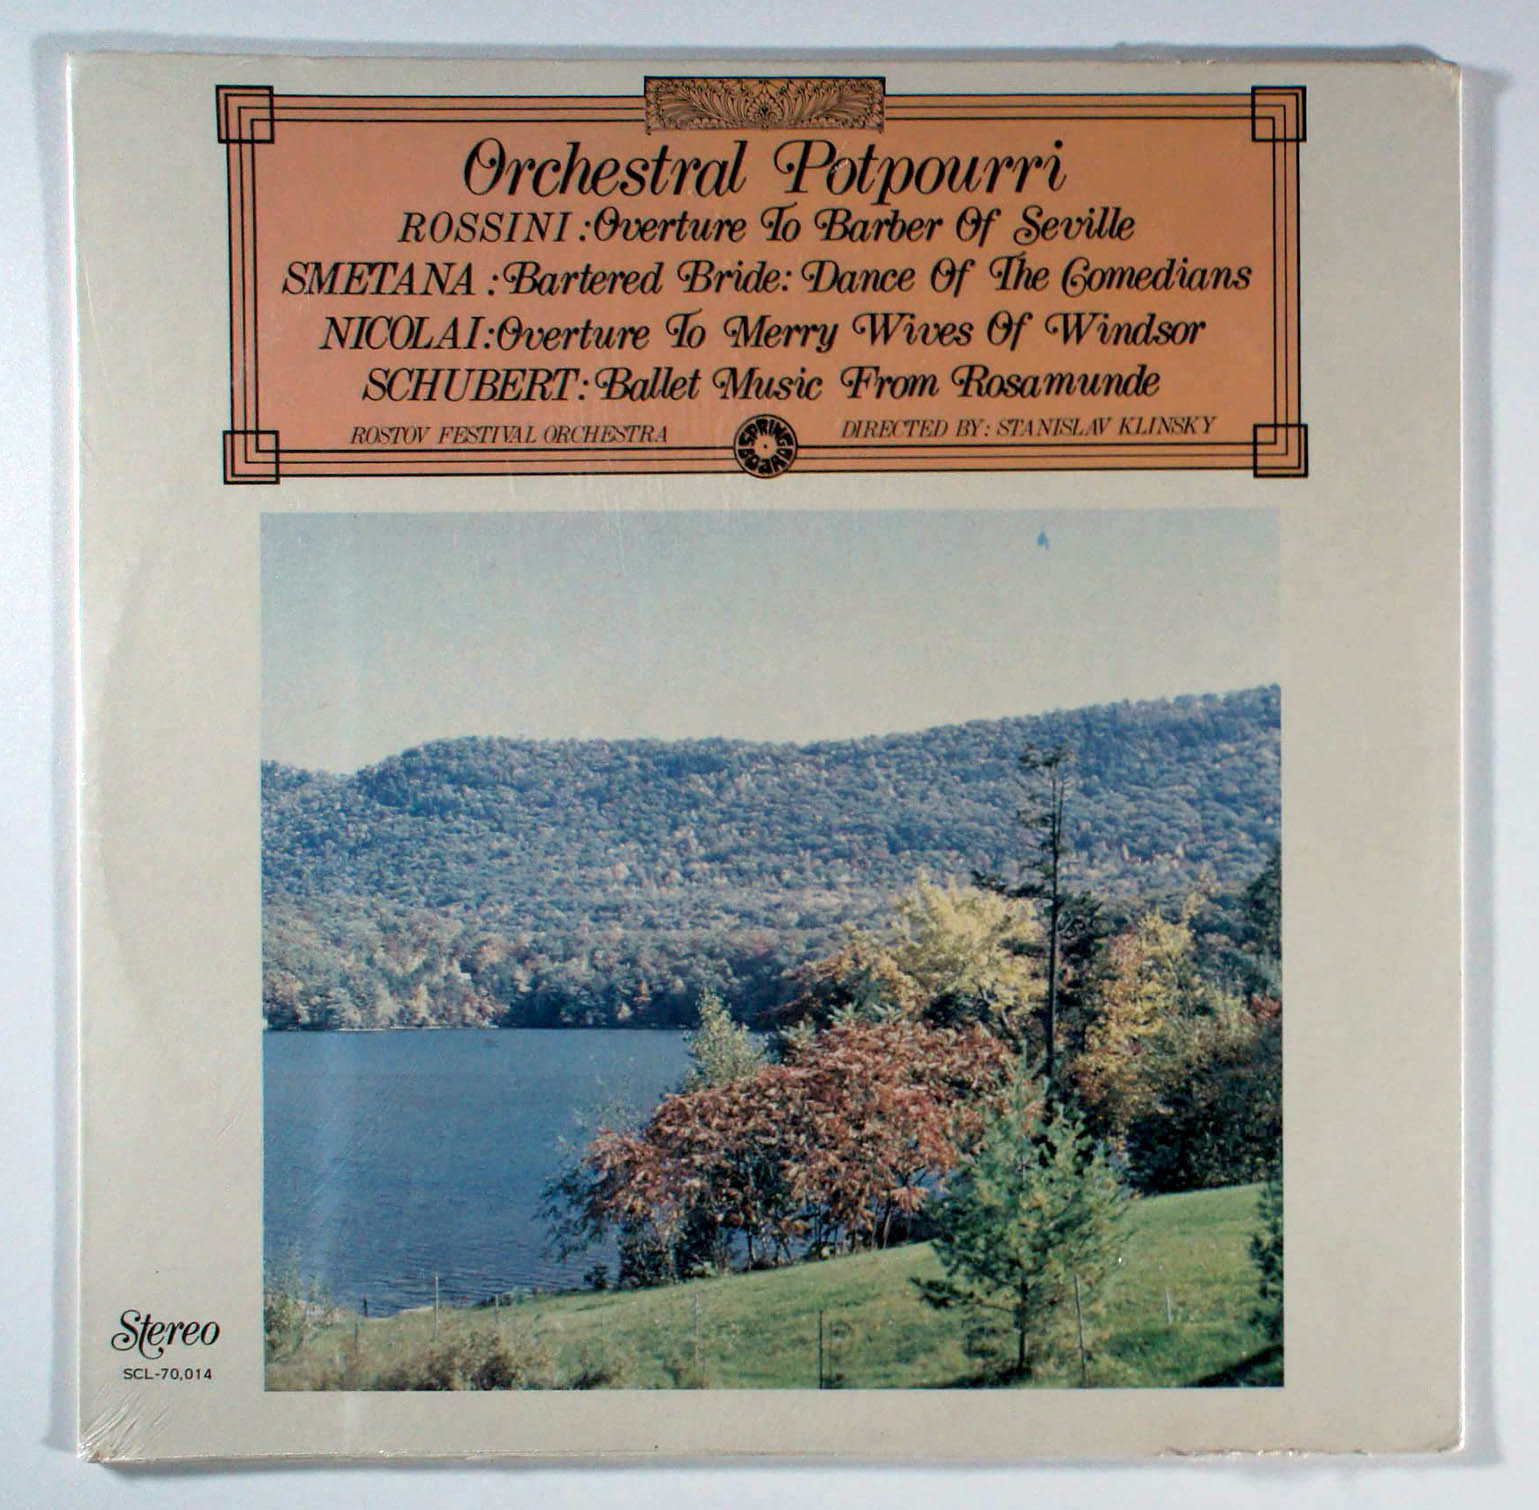 Orchestral Potpourri
ROSSINI :Overture To Barber Of Seville
SMETANA :Bartered Bride: Dance Of The Comedians
NICOLAI:Overture To Merry Wives Of Windsor
SCHUBERT: Ballet Music From Rosamunde
ROSTOV FESTIVAL ORCHESTRA
SPRING BOARD
DIRECTED BY: STANISLAV KLINSKY
Stereo
SCL-70,014